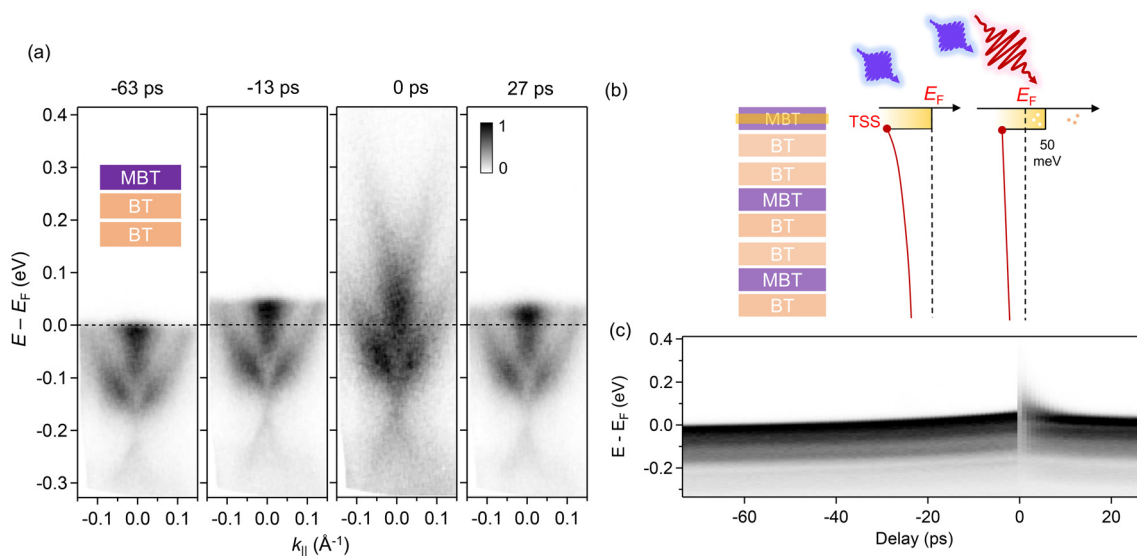 (a)
-63 ps
-13 ps
0 ps
27 ps
0.4
0.3
0.2
0.1
0.0
-0.1
-0.2
-0.3
E – EF (eV)
MBT
BT
BT
1
0
-0.1 0.0 0.1
-0.1 0.0 0.1
-0.1 0.0 0.1
-0.1 0.0 0.1
k|| (Å-1)
(b)
EF
EF
TSS
50
meV
MBT
BT
BT
MBT
BT
BT
MBT
BT
(c)
0.4
0.2
0.0
-0.2
E - EF (eV)
-60 -40 -20 0 20
Delay (ps)